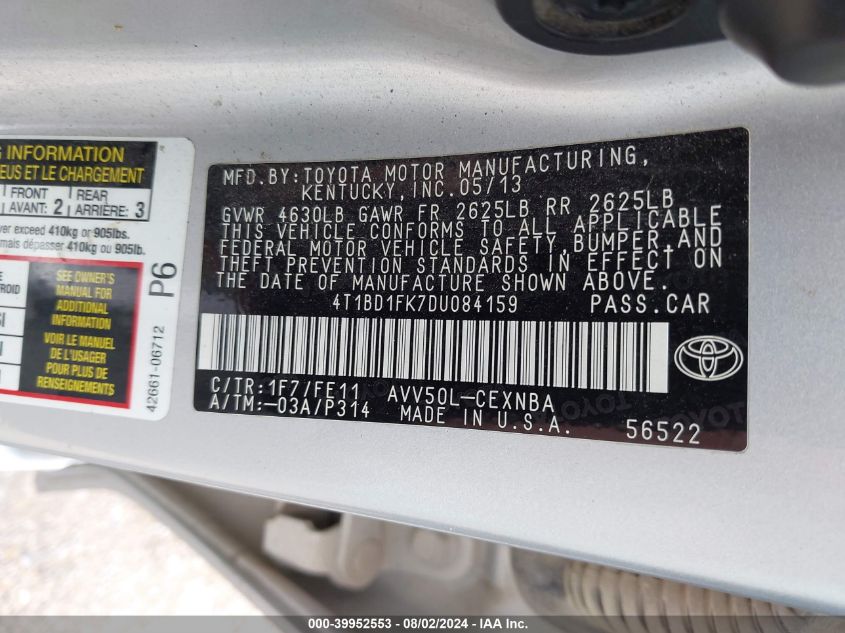 G INFORMATION
EUS ET LE CHARGEMENT
FRONT
AVANT: 2
REAR
ARRIÈRE: 3
ver exceed 410kg or 905lbs.
mais dépasser 410kg ou 905lb.
SEE OWNER'S
MANUAL FOR
ADDITIONAL
INFORMATION
VOIR LE MANUEL
DE L'USAGER
POUR PLUS DE
P6
42661-06712
MFD.BY:TOYOTA MOTOR MANUFACTURING,
KENTUCKY,INC.05/13
GVWR 4630LB GAWR FR 2625LB RR 2625LB
THIS VEHICLE CONFORMS TO ALL APPLICABLE
FEDERAL MOTOR VEHICLE SAFETY,BUMPER,AND
THEFT PREVENTION STANDARDS IN EFFECT ON
THE DATE OF MANUFACTURE SHOWN ABOVE.
4T1BD1FK7DU084159 PASS.CAR
C/TR:1F7/FE11 AVV50L-CEXNBA
A/TM:-03A/P314 MADE IN U.S.A.
56522
000-39952553 - 08/02/2024 - IAA Inc.